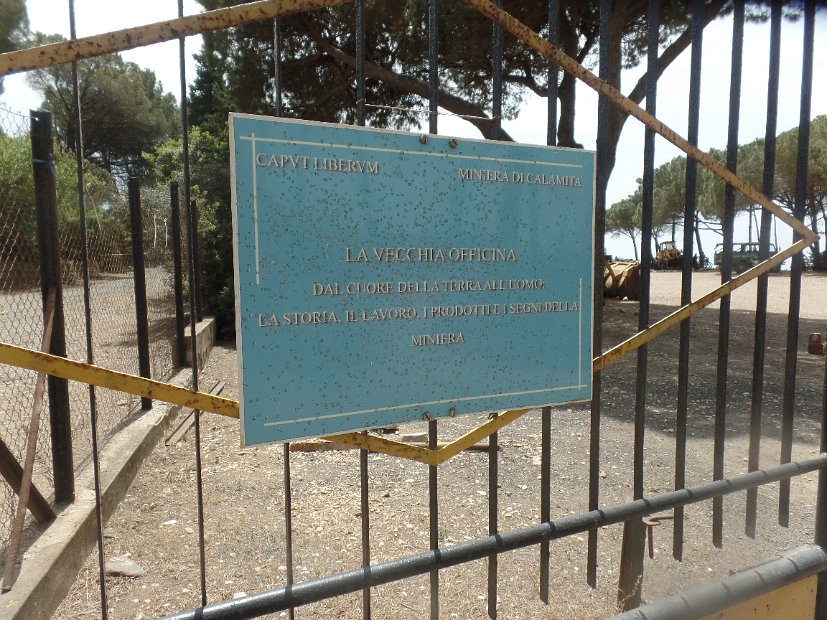 CAPVT LIBERVM
MINIERA DI CALAMITA
LA VECCHIA OFFICINA
DAL CUORE DELLA TERRA ALL'UOMO:
LA STORIA, IL LAVORO, I PRODOTTI E I SEGNI DELLA
MINIERA